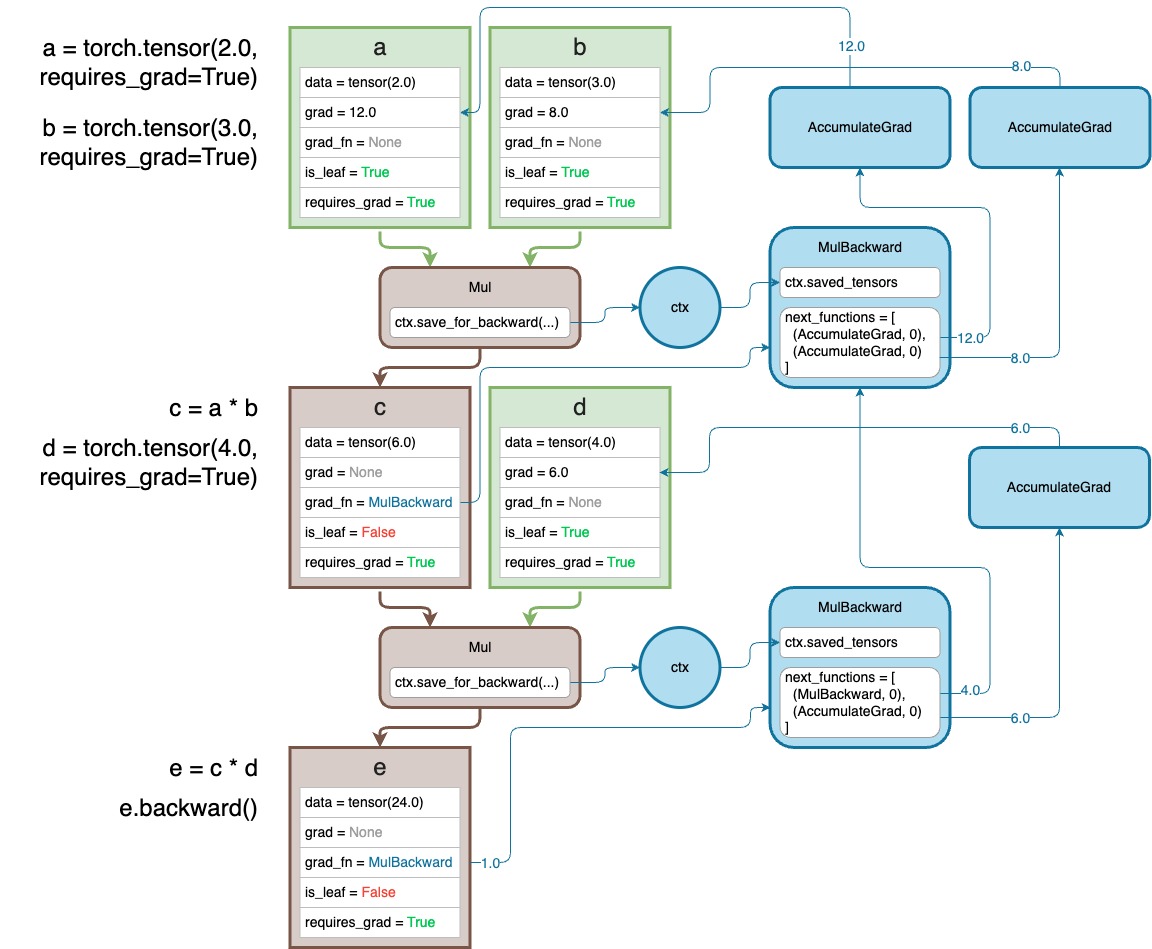 a = torch.tensor(2.0,
requires_grad=True)
b = torch.tensor(3.0,
requires_grad=True)
a
data = tensor(2.0)
grad = 12.0
grad_fn = None
is_leaf = True
requires_grad = True
b
data = tensor(3.0)
grad = 8.0
grad_fn = None
is_leaf = True
requires_grad = True
12.0
8.0
AccumulateGrad
AccumulateGrad
Mul
ctx.save_for_backward(...)
ctx
MulBackward
ctx.saved_tensors
next_functions = [
(AccumulateGrad, 0),
(AccumulateGrad, 0)
]
12.0
8.0
c = a * b
d = torch.tensor(4.0,
requires_grad=True)
c
data = tensor(6.0)
grad = None
grad_fn = MulBackward
is_leaf = False
requires_grad = True
d
data = tensor(4.0)
grad = 6.0
grad_fn = None
is_leaf = True
requires_grad = True
6.0
AccumulateGrad
Mul
ctx.save_for_backward(...)
ctx
MulBackward
ctx.saved_tensors
next_functions = [
(MulBackward, 0),
(AccumulateGrad, 0)
]
4.0
6.0
e = c * d
e.backward()
e
data = tensor(24.0)
grad = None
grad_fn = MulBackward
is_leaf = False
requires_grad = True
1.0